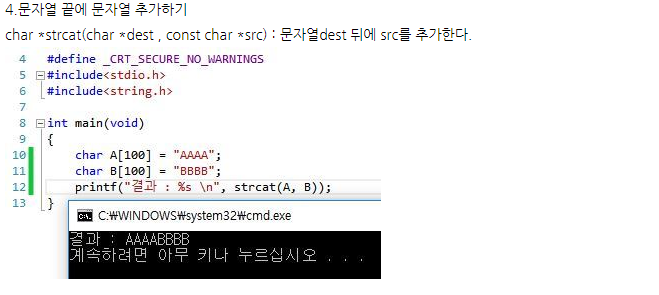 4.문자열 끝에 문자열 추가하기
char *strcat(char *dest , const char *src) : 문자열dest 뒤에 src를 추가한다.
4 #define _CRT_SECURE_NO_WARNINGS
5 #include<stdio.h>
6 #include<string.h>
7
8 int main(void)
9 {
10 char A[100] = "AAAA";
11 char B[100] = "BBBB";
12 printf("결과 : %s \n", strcat(A, B));
13 }
C:\WINDOWS\system32\cmd.exe
결과 : AAAABBBB
계속하려면 아무 키나 누르십시오 . . .